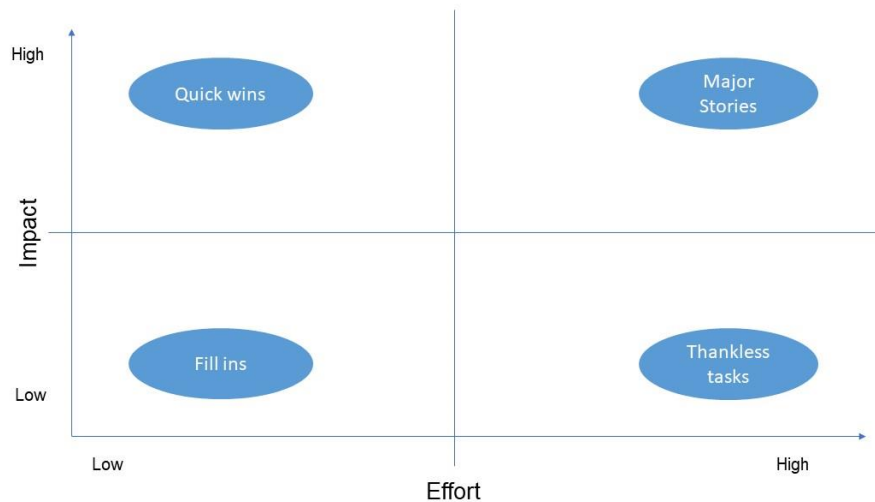 High
Quick wins
Major
Stories
Impact
Fill ins
Thankless
tasks
Low
Low
High
Effort